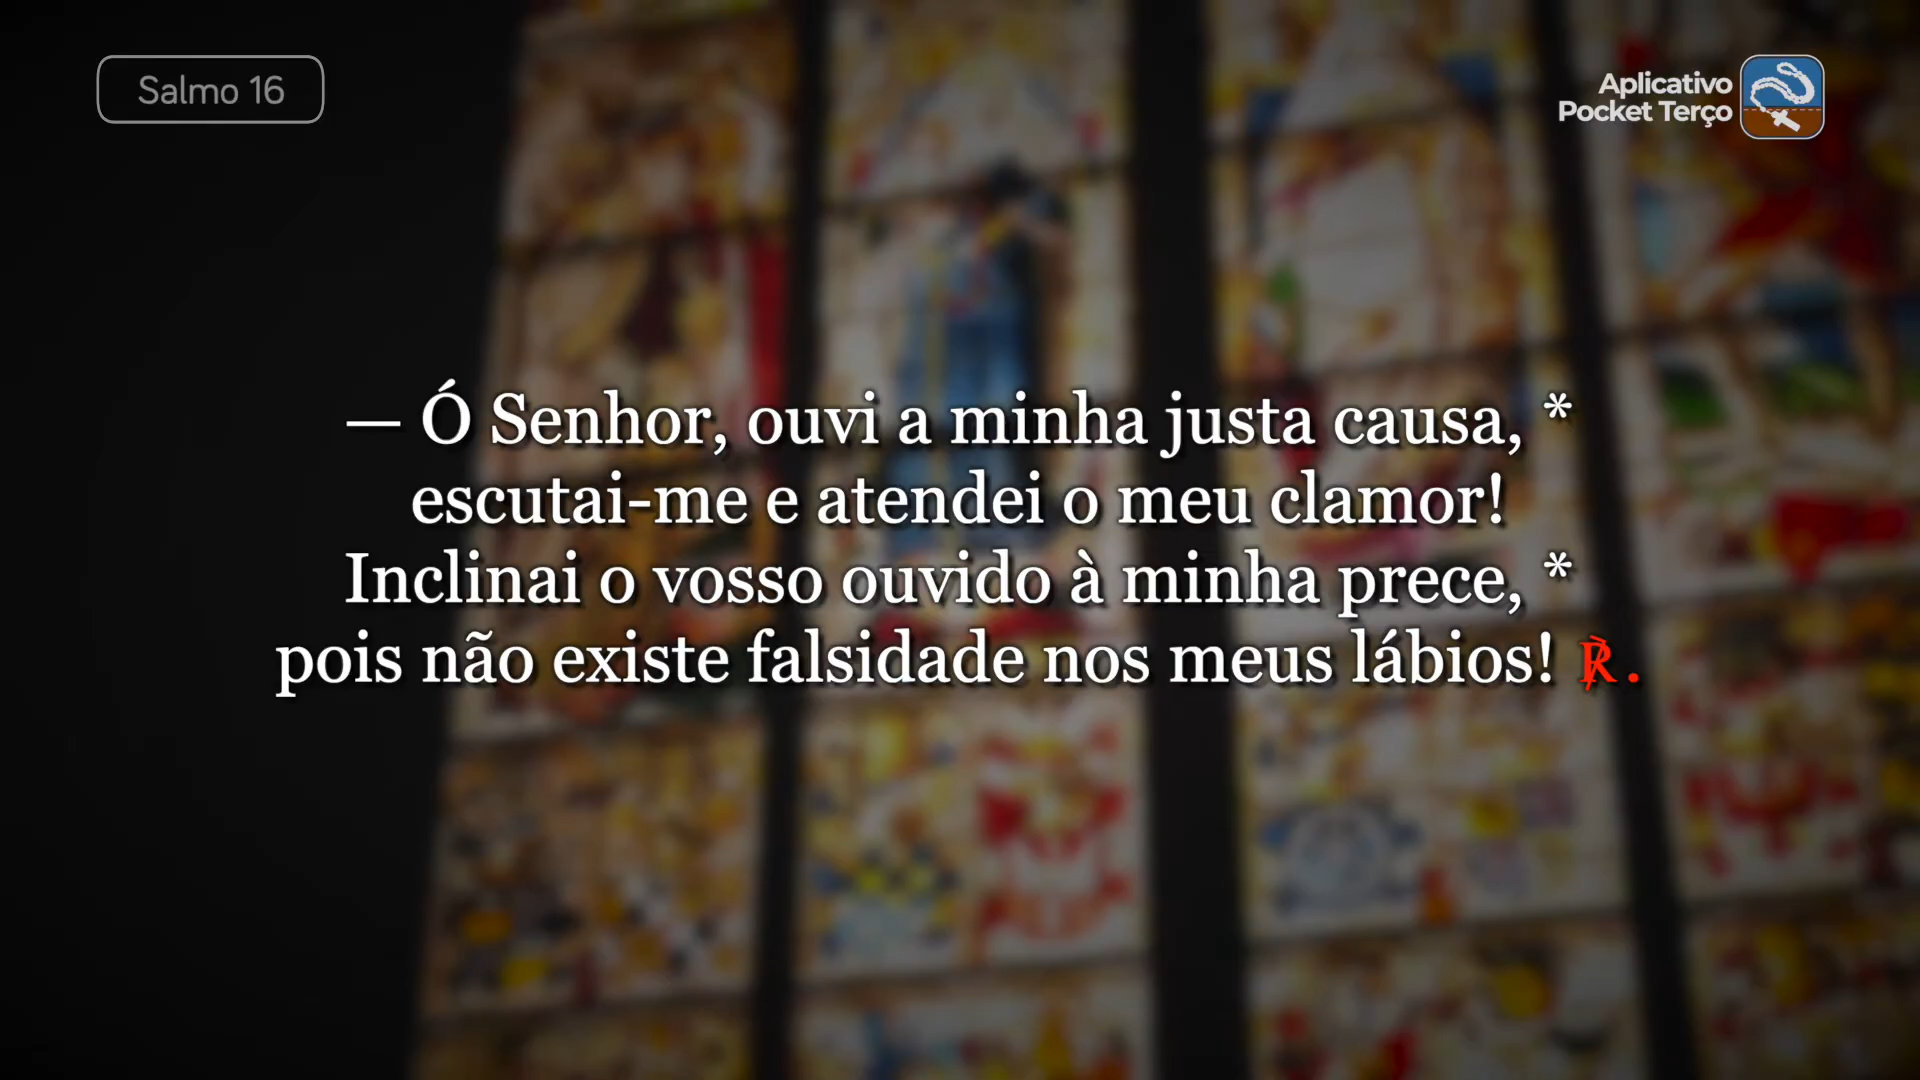 Salmo 16
Aplicativo
Pocket Terço
— Ó Senhor, ouvi a minha justa causa, *
escutai-me e atendei o meu clamor!
Inclinai o vosso ouvido à minha prece, *
pois não existe falsidade nos meus lábios! ℟.